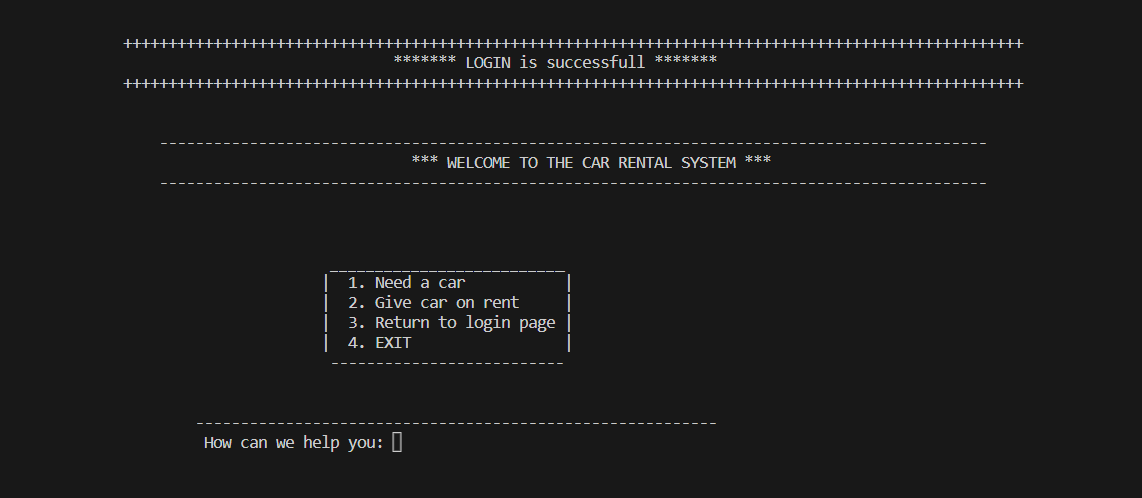 ++++++++++++++++++++++++++++++++++++++++++++++++++++++++++++++++++++++++++++++++++++++++++++++++++++
******* LOGIN is successfull *******
++++++++++++++++++++++++++++++++++++++++++++++++++++++++++++++++++++++++++++++++++++++++++++++++++++
--------------------------------------------------------------------------------------------
*** WELCOME TO THE CAR RENTAL SYSTEM ***
--------------------------------------------------------------------------------------------
__________________________
| 1. Need a car |
| 2. Give car on rent |
| 3. Return to login page |
| 4. EXIT |
--------------------------
----------------------------------------------------------
How can we help you: